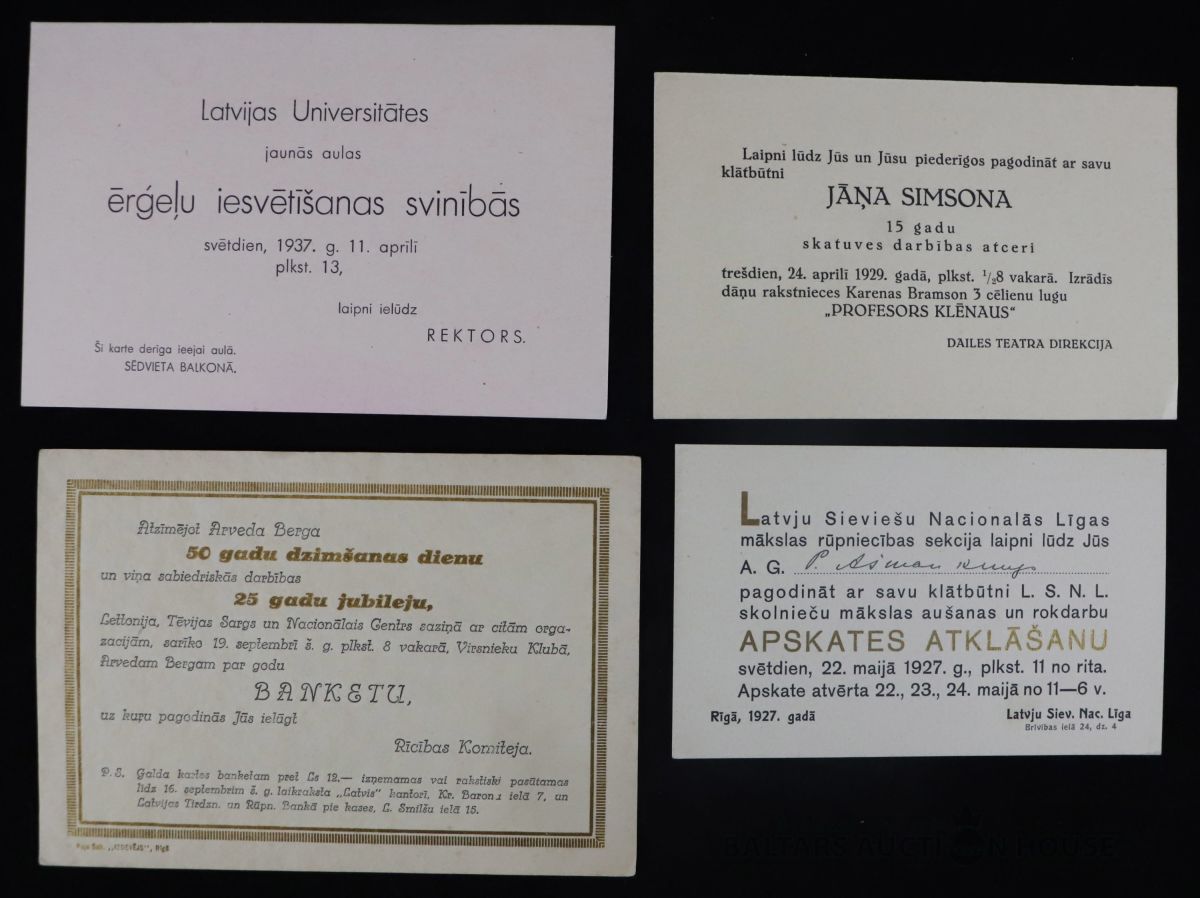 Latvijas Universitātes
jaunās aulas
ērģeļu iesvētīšanas svinībās
svētdien, 1937. g. 11. aprīlī
plkst. 13,
laipni ielūdz
REKTORS.
Šī karte derīga ieejai aulā.
SĒDVIETA BALKONĀ.
Laipni lūdz Jūs un Jūsu piederīgos pagodināt ar savu
klātbūtni
JĀŅA SIMSONA
15 gadu
skatuves darbības atceri
trešdien, 24. aprilī 1929. gadā, plkst. ½8 vakarā. Izrādīs
dāņu rakstnieces Karenas Bramson 3 cēlienu lugu
„PROFESORS KLĒNAUS“
DAILES TEATRA DIREKCIJA
Atzīmējot Arveda Berga
50 gadu dzimšanas dienu
un viņa sabiedriskās darbības
25 gadu jubileju,
Lettonija, Tēvijas Sargs un Nacionālais Centrs saziņā ar citām orga-
zacijām, sarīko 19. septembrī š. g. plkst. 8 vakarā, Virsnieku Klubā,
Arvedam Bergam par godu
BANKETU,
uz kuŗu pagodinās Jūs ielūgt
Rīcības Komiteja.
P. S. Galda kartes banketam pret Ls 12.— izņemamas vai rakstiski pasūtamas
līdz 16. septembrim š. g. laikraksta „Latvis“ kantorī, Kr. Barona ielā 7, un
Latvijas Tirdzn. un Rūpn. Bankā pie kases, L. Smilšu ielā 15.
"ATDEVĒJS", Rīgā
Latvju Sieviešu Nacionalās Līgas
mākslas rūpniecības sekcija laipni lūdz Jūs
A. G. P.
pagodināt ar savu klātbūtni L. S. N. L.
skolnieču mākslas aušanas un rokdarbu
APSKATES ATKLĀŠANU
svētdien, 22. maijā 1927. g., plkst. 11 no rita.
Apskate atvērta 22., 23., 24. maijā no 11—6 v.
Rīgā, 1927. gadā
Latvju Siev. Nac. Līga
Brīvības ielā 24, dz. 4
BALTARS AUCTION HOUSE